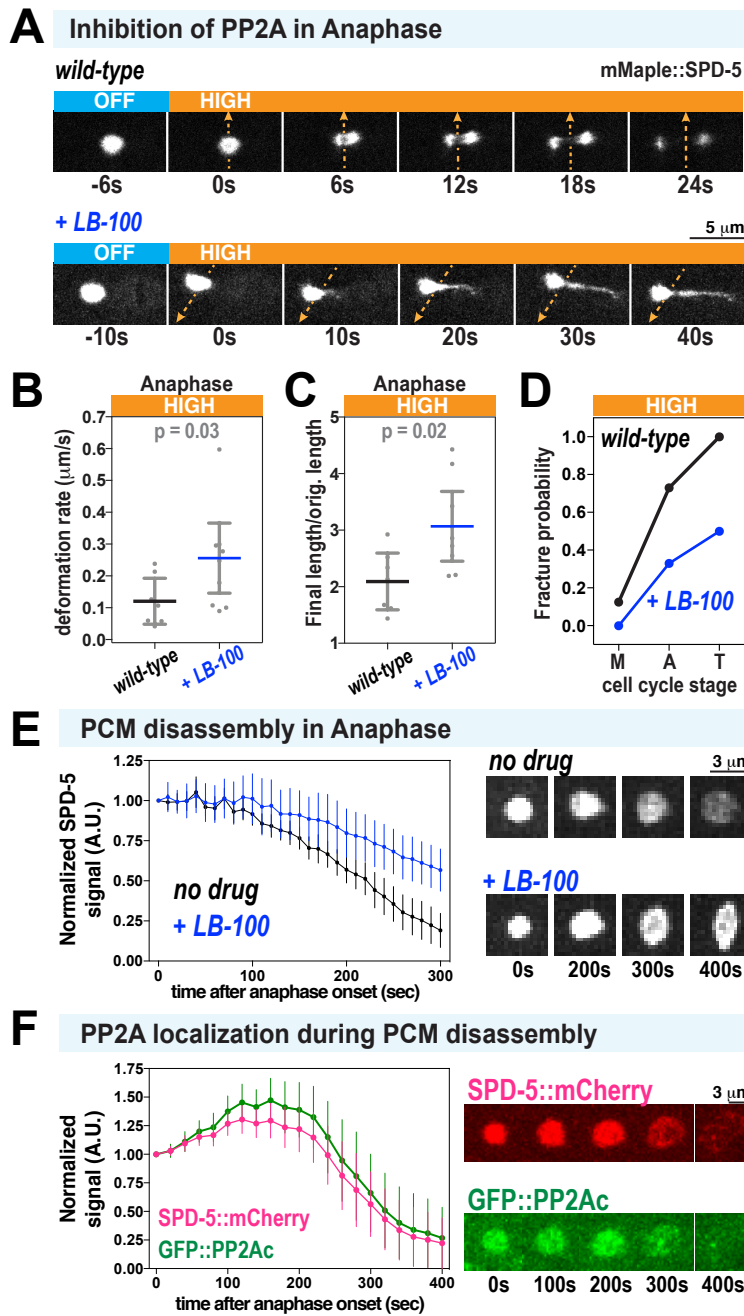 A Inhibition of PP2A in Anaphase
wild-type mMaple::SPD-5
OFF HIGH
-6s 0s 6s 12s 18s 24s
+ LB-100 5 μm
OFF HIGH
-10s 0s 10s 20s 30s 40s
B Anaphase
HIGH
p = 0.03
deformation rate (μm/s)
0.7
0.6
0.5
0.4
0.3
0.2
0.1
0.0
wild-type + LB-100
C Anaphase
HIGH
p = 0.02
Final length/orig. length
5
4
3
2
1
wild-type + LB-100
D HIGH
wild-type
Fracture probability
1.0
0.8
0.6
0.4
0.2
0.0
+ LB-100
M A T
cell cycle stage
E PCM disassembly in Anaphase
Normalized SPD-5
signal (A.U.)
1.25
1.00
0.75
0.50
0.25
0.00
no drug
+ LB-100
0 100 200 300
time after anaphase onset (sec)
no drug 3 μm
+ LB-100
0s 200s 300s 400s
F PP2A localization during PCM disassembly
Normalized
signal (A.U.)
1.75
1.50
1.25
1.00
0.75
0.50
0.25
0.00
SPD-5::mCherry
GFP::PP2Ac
0 100 200 300 400
time after anaphase onset (sec)
SPD-5::mCherry 3 μm
GFP::PP2Ac
0s 100s 200s 300s 400s